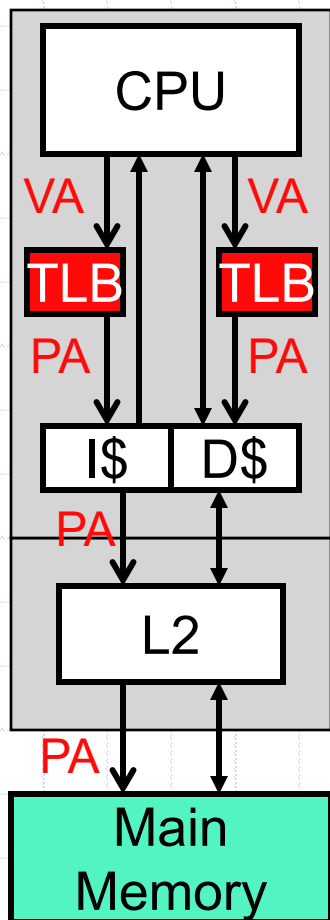 CPU
VA VA
TLB TLB
PA PA
I$ D$
PA
L2
PA
Main
Memory